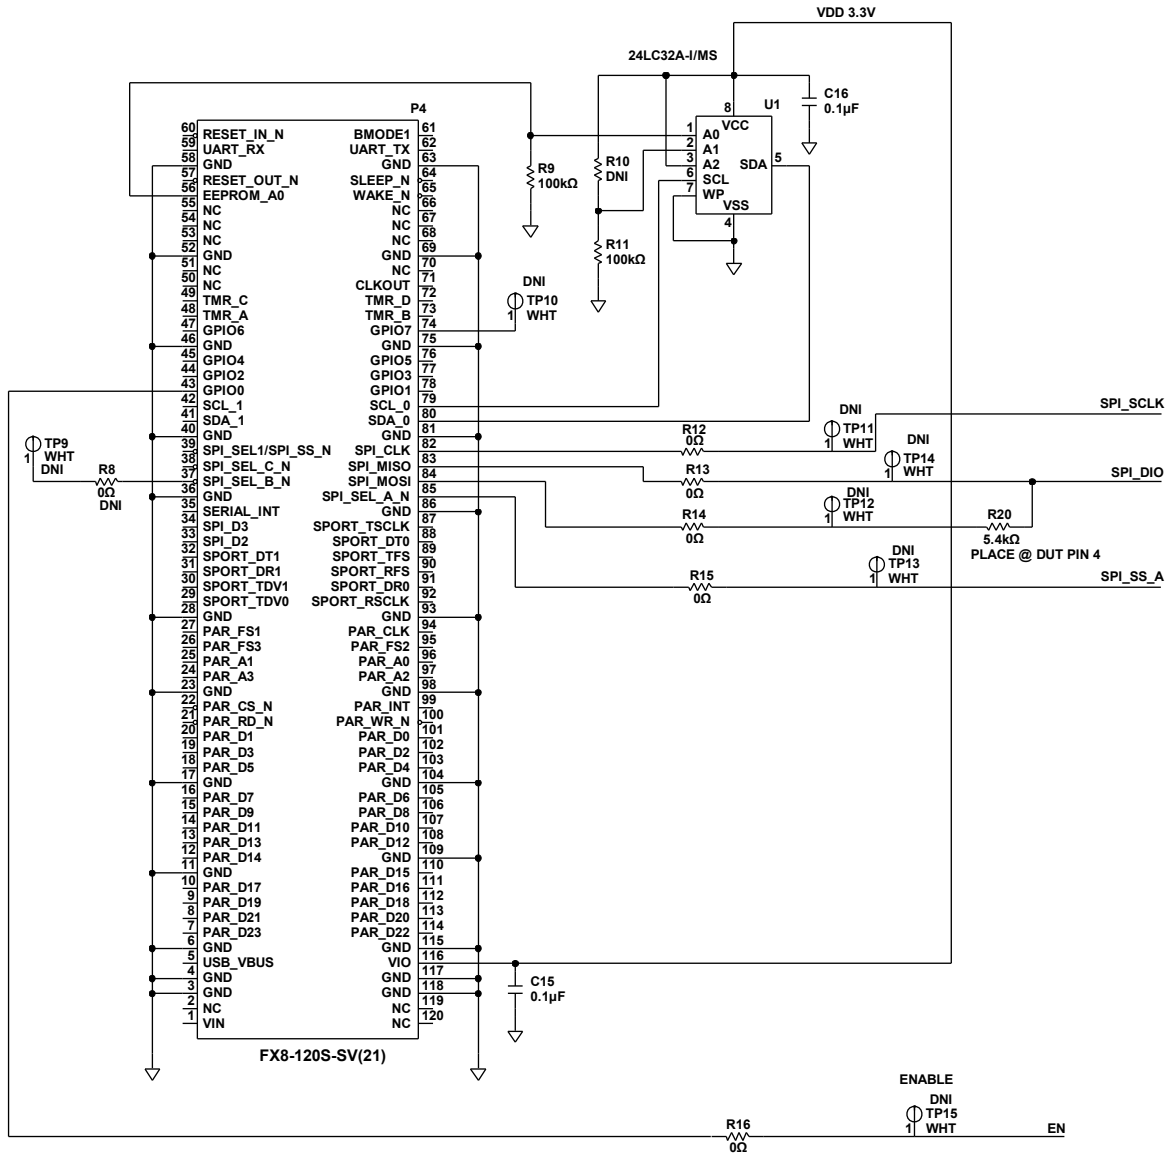 VDD 3.3V
24LC32A-I/MS
C16
0.1µF
P4
8 U1
VCC
1 A0
2 A1
3 A2 SDA 5
6 SCL
7 WP
VSS
4
R9
100kΩ
R10
DNI
R11
100kΩ
60 RESET_IN_N BMODE1 61
59 UART_RX UART_TX 62
58 GND GND 63
57 RESET_OUT_N SLEEP_N 64
56 EEPROM_A0 WAKE_N 65
55 NC NC 66
54 NC NC 67
53 NC NC 68
52 GND GND 69
51 NC NC 70
50 NC CLKOUT 71
49 TMR_C TMR_D 72
48 TMR_A TMR_B 73
47 GPIO6 GPIO7 74
46 GND GND 75
45 GPIO4 GPIO5 76
44 GPIO2 GPIO3 77
43 GPIO0 GPIO1 78
42 SCL_1 SCL_0 79
41 SDA_1 SDA_0 80
40 GND GND 81
39 SPI_SEL1/SPI_SS_N SPI_CLK 82
38 SPI_SEL_C_N SPI_MISO 83
37 SPI_SEL_B_N SPI_MOSI 84
36 GND SPI_SEL_A_N 85
35 SERIAL_INT GND 86
34 SPI_D3 SPORT_TSCLK 87
33 SPI_D2 SPORT_DT0 88
32 SPORT_DT1 SPORT_TFS 89
31 SPORT_DR1 SPORT_RFS 90
30 SPORT_TDV1 SPORT_DR0 91
29 SPORT_TDV0 SPORT_RSCLK 92
28 GND GND 93
27 PAR_FS1 PAR_CLK 94
26 PAR_FS3 PAR_FS2 95
25 PAR_A1 PAR_A0 96
24 PAR_A3 PAR_A2 97
23 GND GND 98
22 PAR_CS_N PAR_INT 99
21 PAR_RD_N PAR_WR_N 100
20 PAR_D1 PAR_D0 101
19 PAR_D3 PAR_D2 102
18 PAR_D5 PAR_D4 103
17 GND GND 104
16 PAR_D7 PAR_D6 105
15 PAR_D9 PAR_D8 106
14 PAR_D11 PAR_D10 107
13 PAR_D13 PAR_D12 108
12 PAR_D14 GND 109
11 GND PAR_D15 110
10 PAR_D17 PAR_D16 111
9 PAR_D19 PAR_D18 112
8 PAR_D21 PAR_D20 113
7 PAR_D23 PAR_D22 114
6 GND GND 115
5 USB_VBUS VIO 116
4 GND GND 117
3 GND GND 118
2 NC NC 119
1 VIN NC 120
FX8-120S-SV(21)
DNI
TP10
1 WHT
TP9
1 WHT
DNI
R8
0Ω
DNI
R12
0Ω
DNI
TP11
1 WHT
SPI_SCLK
R13
0Ω
DNI
TP14
1 WHT
SPI_DIO
R14
0Ω
DNI
TP12
1 WHT
R20
5.4kΩ
PLACE @ DUT PIN 4
R15
0Ω
DNI
TP13
1 WHT
SPI_SS_A
C15
0.1µF
ENABLE
DNI
TP15
1 WHT
R16
0Ω
EN